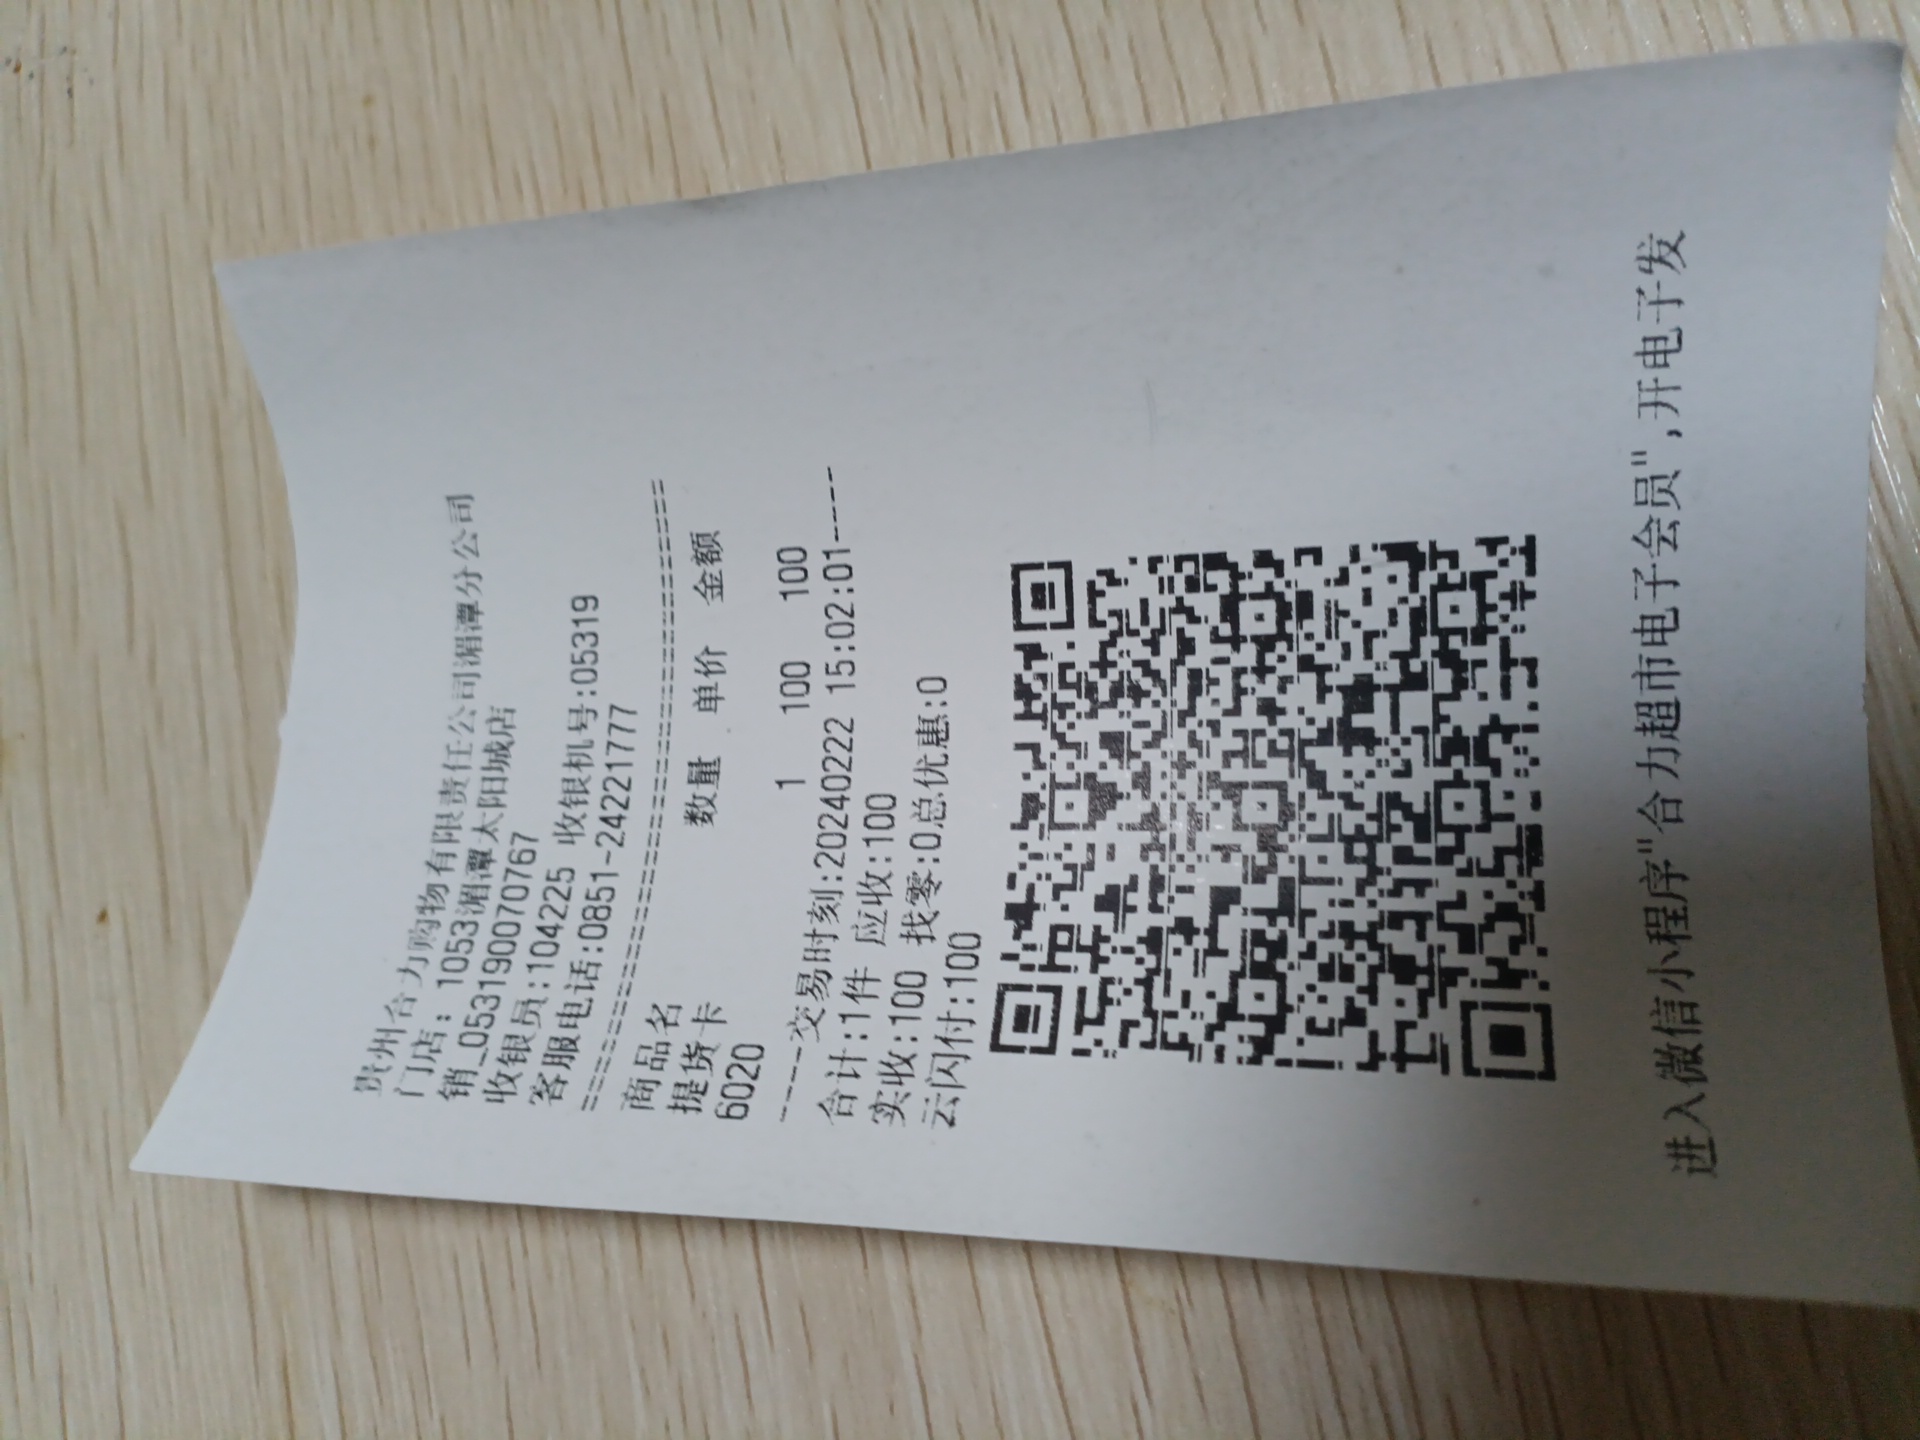 贵州合力购物有限责任公司湄潭分公司
门店: 1053湄潭太阳城店
销_053190070767
收银员:104225 收银机号:05319
客服电话:0851-24221777
================================
商品名 数量 单价 金额
提货卡
6020 1 100 100
----交易时刻:20240222 15:02:01----
合计:1件 应收:100
实收:100 找零:0总优惠:0
云闪付:100
进入微信小程序"合力超市电子会员",开电子发